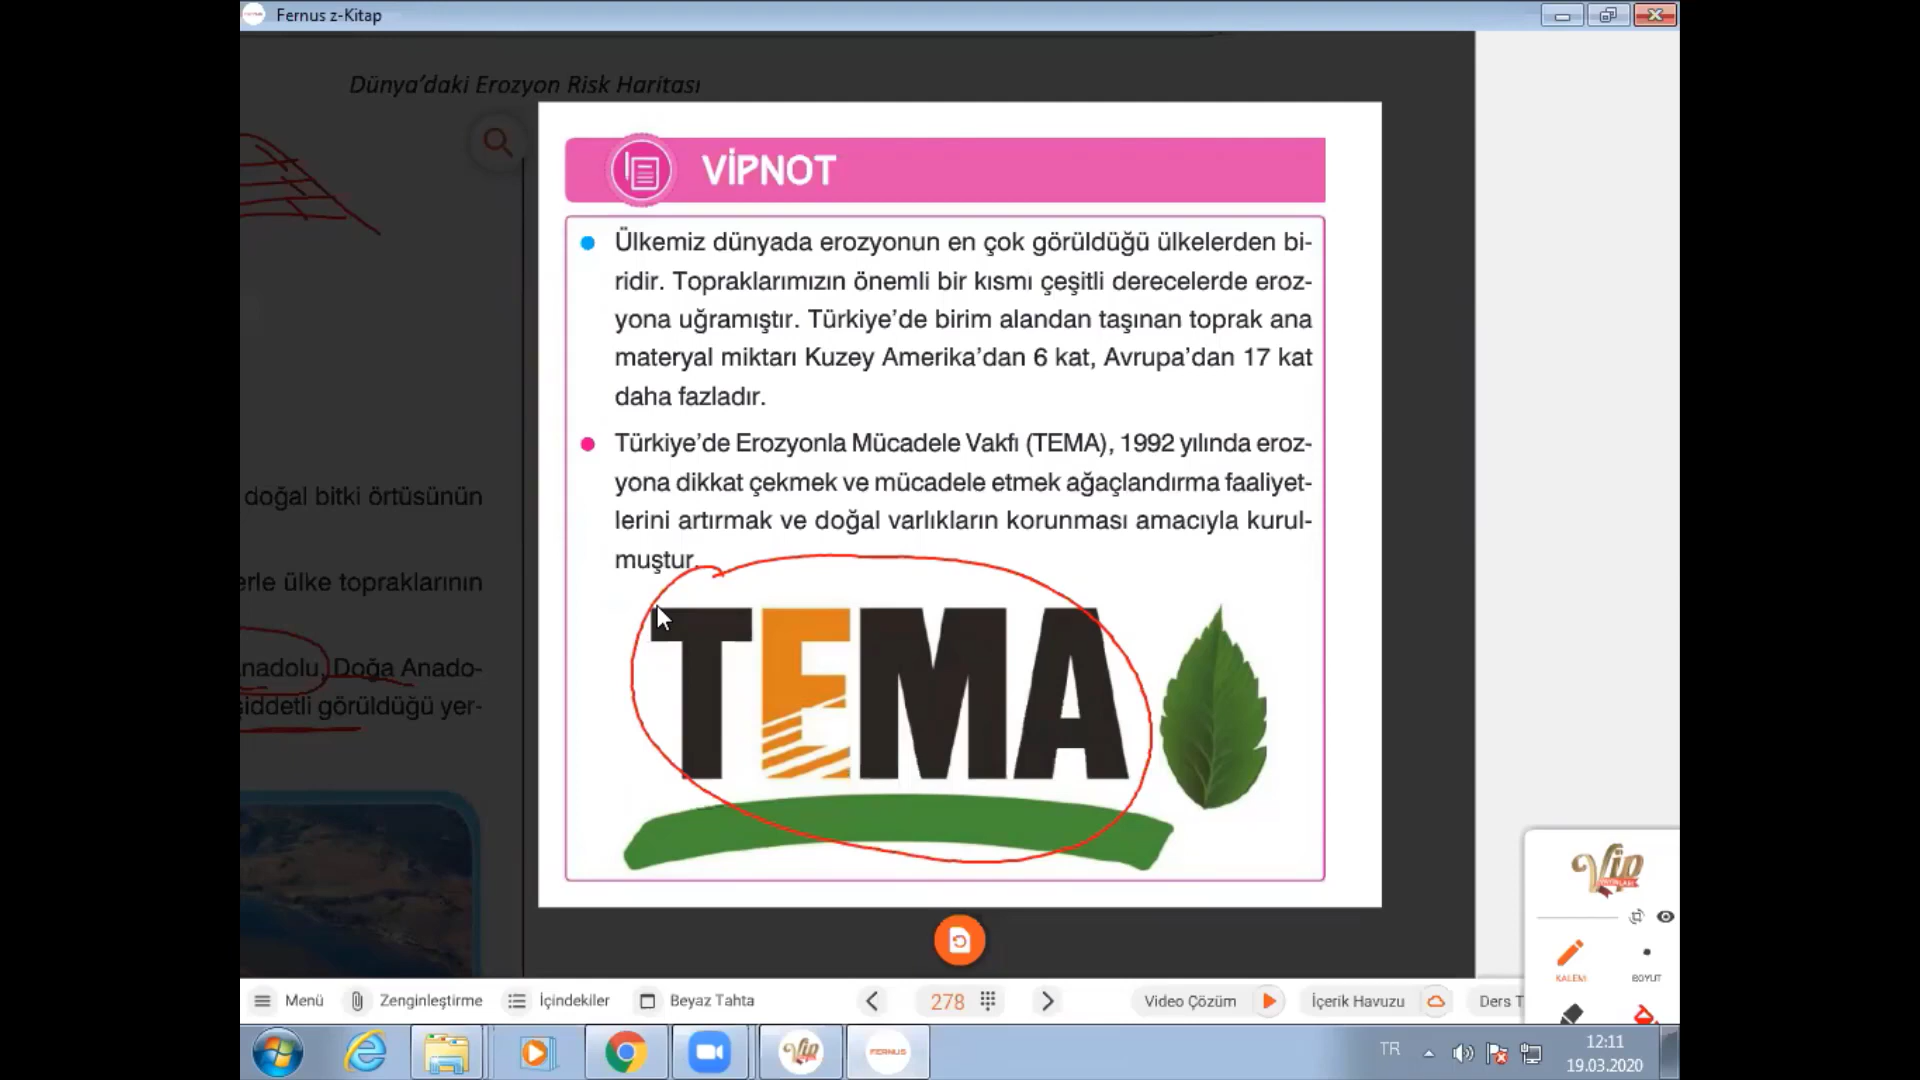 Fernus z-Kitap
Dünya'daki Erozyon Risk Haritası
VİPNOT
Ülkemiz dünyada erozyonun en çok görüldüğü ülkelerden bi-
ridir. Topraklarımızın önemli bir kısmı çeşitli derecelerde eroz-
yona uğramıştır. Türkiye'de birim alandan taşınan toprak ana
materyal miktarı Kuzey Amerika'dan 6 kat, Avrupa'dan 17 kat
daha fazladır.
Türkiye'de Erozyonla Mücadele Vakfı (TEMA), 1992 yılında eroz-
yona dikkat çekmek ve mücadele etmek ağaçlandırma faaliyet-
lerini artırmak ve doğal varlıkların korunması amacıyla kurul-
muştur.
TEMA
doğal bitki örtüsünün
erle ülke topraklarının
nadolu, Doğa Anado-
şiddetli görüldüğü yer-
Vip
YAYINLARI
KALEM
BOYUT
Menü
Zenginleştirme
İçindekiler
Beyaz Tahta
278
Video Çözüm
İçerik Havuzu
Ders T
Vip
FERNUS
TR
12:11
19.03.2020